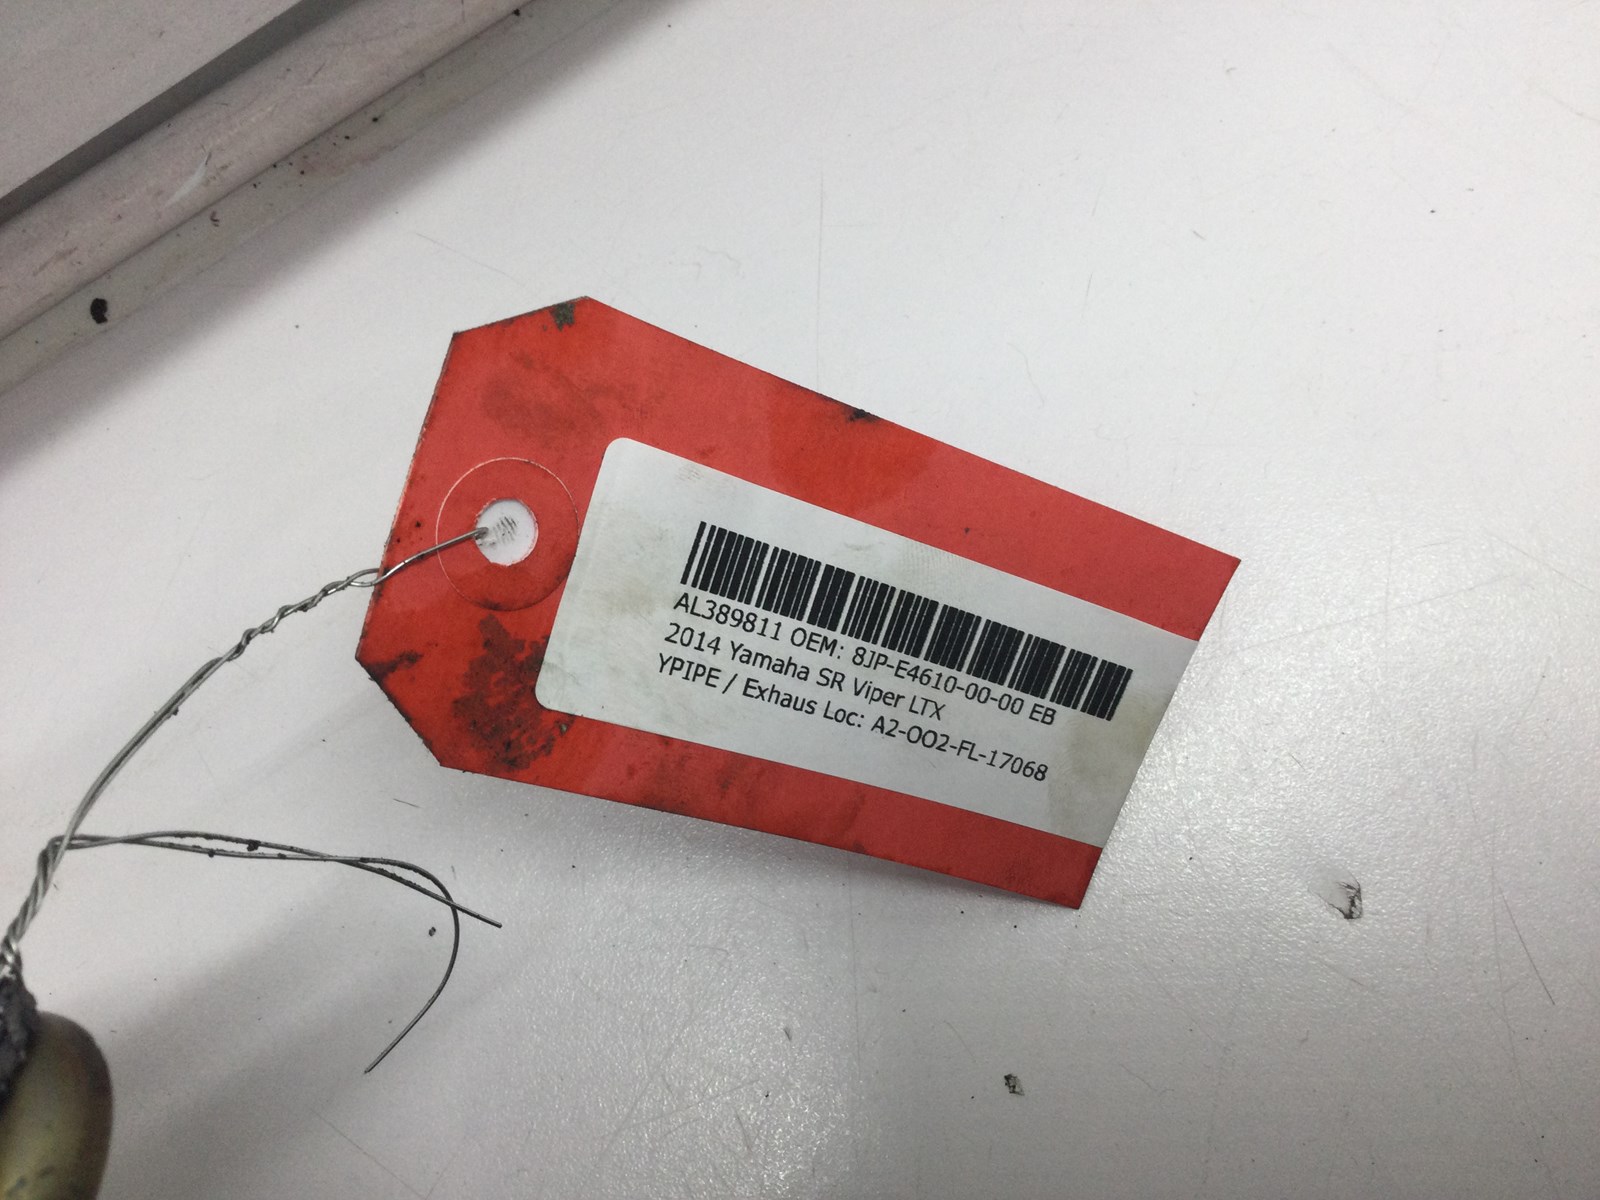 AL389811 OEM: 8JP-E4610-00-00 EB
2014 Yamaha SR Viper LTX
YPIPE / Exhaus Loc: A2-OO2-FL-17068